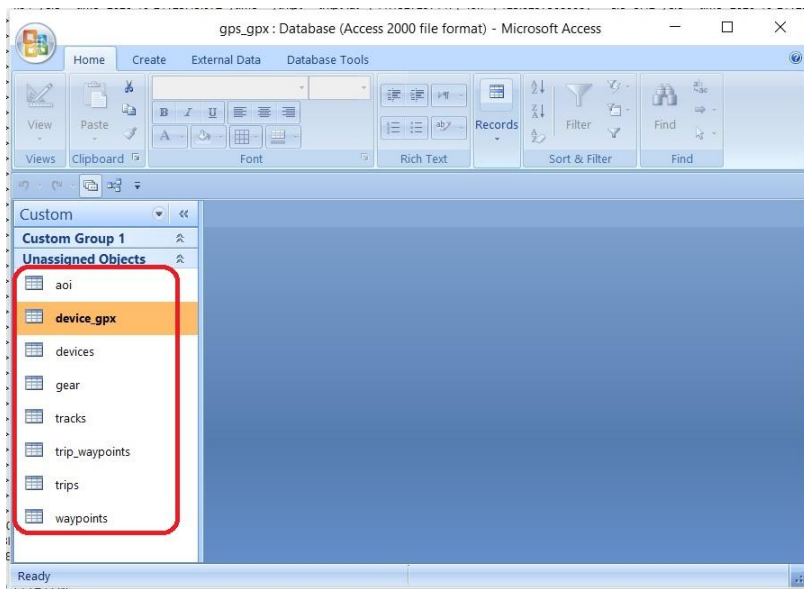 gps_gpx : Database (Access 2000 file format) - Microsoft Access
Home Create External Data Database Tools
View Paste B I U A ab Records Filter Find
Views Clipboard Font Rich Text Sort & Filter Find
Custom
Custom Group 1
Unassigned Objects
aoi
device_gpx
devices
gear
tracks
trip_waypoints
trips
waypoints
Ready